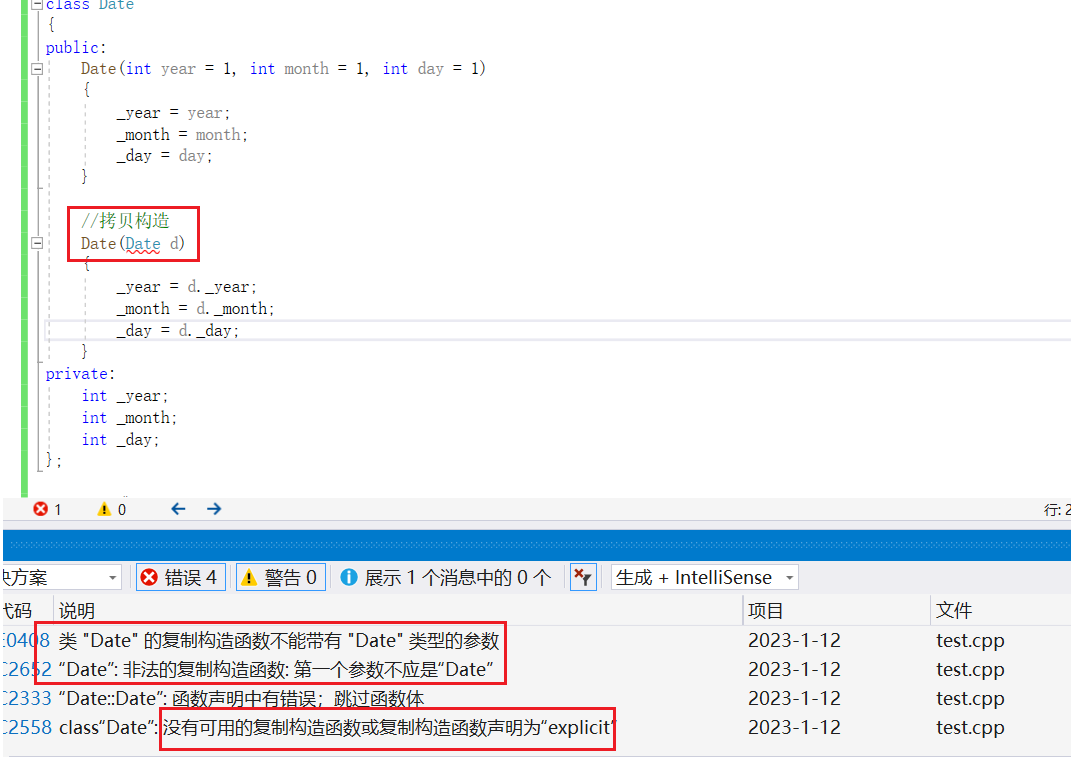 class Date
{
public:
Date(int year = 1, int month = 1, int day = 1)
{
_year = year;
_month = month;
_day = day;
}
//拷贝构造
Date(Date d)
{
_year = d._year;
_month = d._month;
_day = d._day;
}
private:
int _year;
int _month;
int _day;
};
1 0 行: 2
决方案 错误 4 警告 0 展示 1 个消息中的 0 个 生成 + IntelliSense
代码 说明 项目 文件
E0408 类 "Date" 的复制构造函数不能带有 "Date" 类型的参数 2023-1-12 test.cpp
C2652 “Date”: 非法的复制构造函数: 第一个参数不应是“Date” 2023-1-12 test.cpp
C2333 “Date::Date”: 函数声明中有错误；跳过函数体 2023-1-12 test.cpp
C2558 class“Date”: 没有可用的复制构造函数或复制构造函数声明为“explicit” 2023-1-12 test.cpp